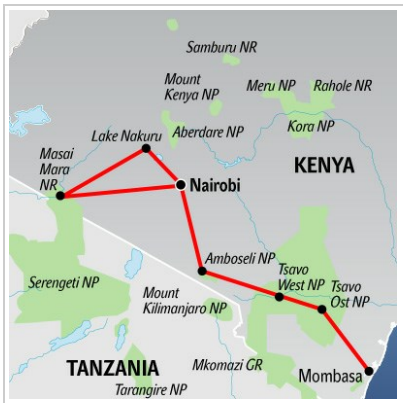 Samburu NR
Mount
Kenya NP
Meru NP
Rahole NR
Lake Nakuru
Aberdare NP
Kora NP
Masai
Mara
NR
KENYA
Nairobi
Amboseli NP
Tsavo
West NP
Tsavo
Ost NP
Serengeti NP
Mount
Kilimanjaro NP
TANZANIA
Mkomazi GR
Mombasa
Tarangire NP